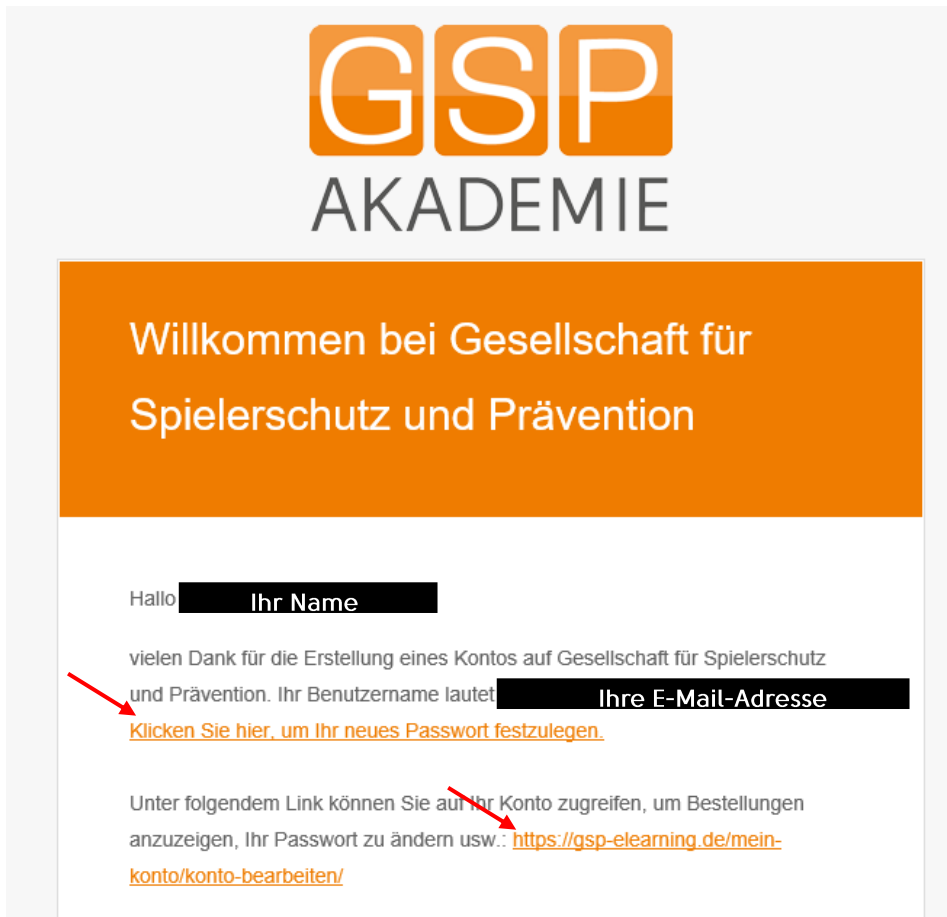 GSP
AKADEMIE
Willkommen bei Gesellschaft für
Spielerschutz und Prävention
Hallo Ihr Name
vielen Dank für die Erstellung eines Kontos auf Gesellschaft für Spielerschutz
und Prävention. Ihr Benutzername lautet Ihre E-Mail-Adresse
Klicken Sie hier, um Ihr neues Passwort festzulegen.
Unter folgendem Link können Sie auf Ihr Konto zugreifen, um Bestellungen
anzuzeigen, Ihr Passwort zu ändern usw.: https://gsp-elearning.de/mein-
konto/konto-bearbeiten/